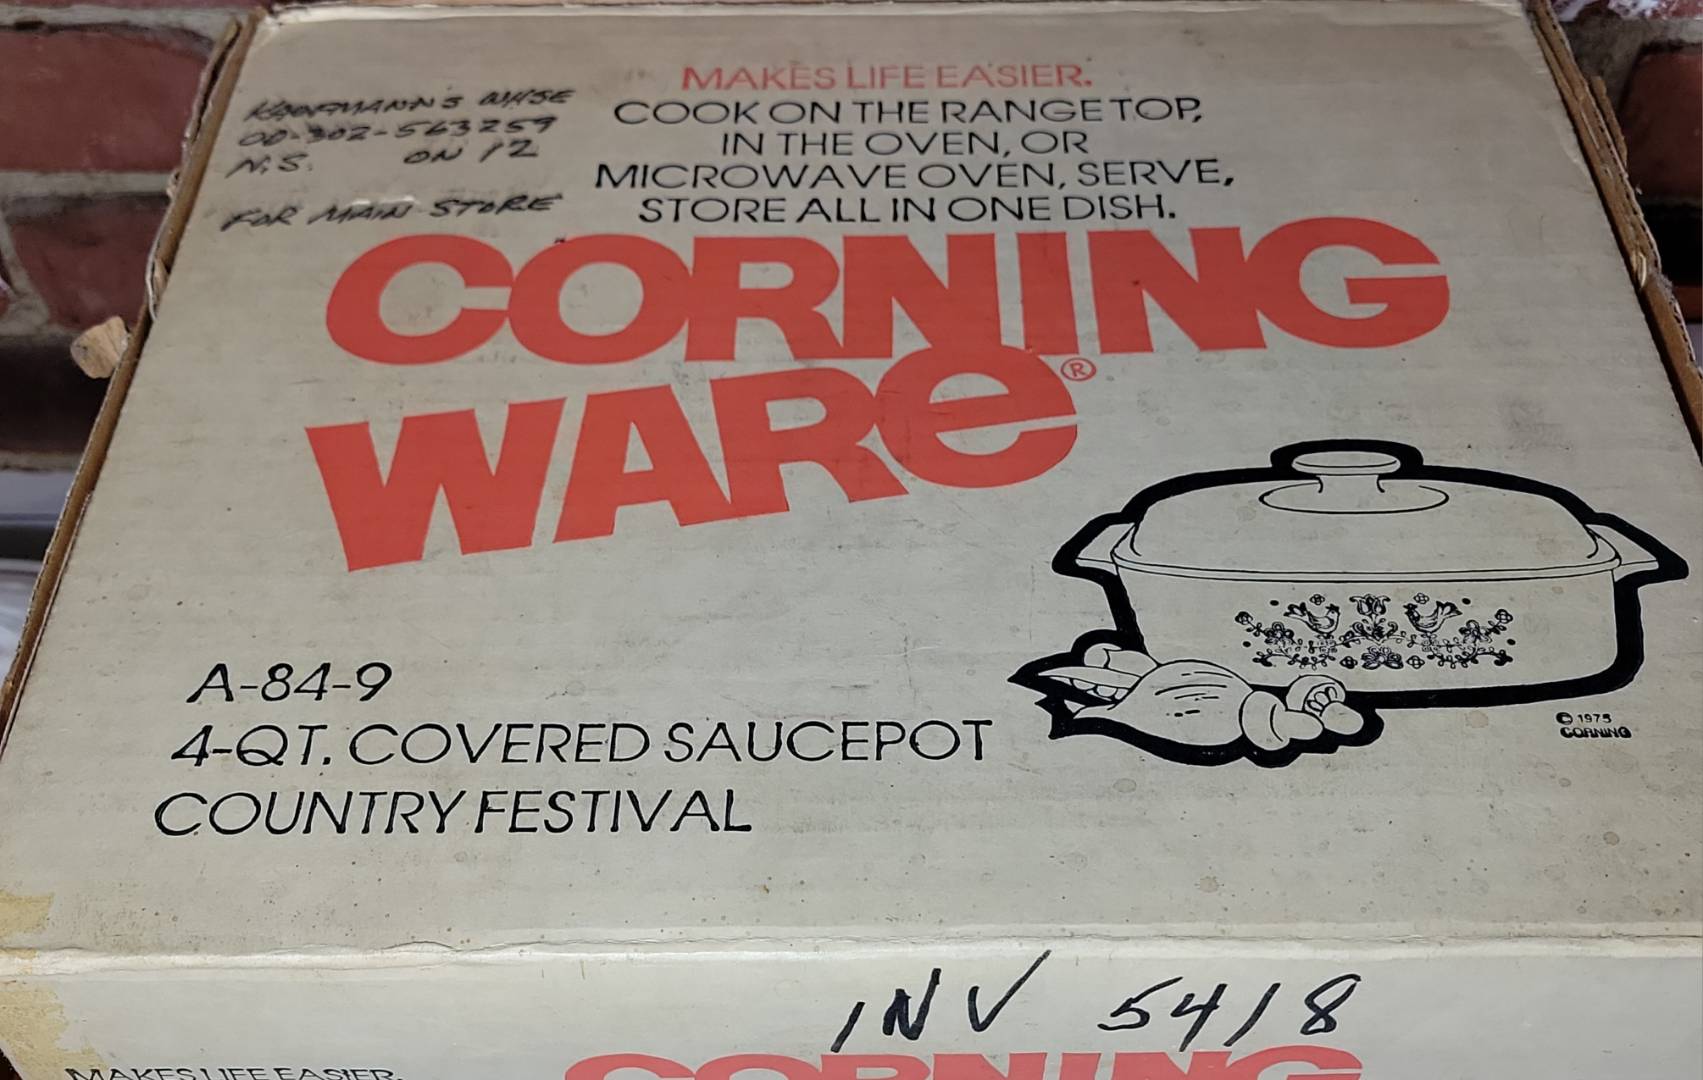 MAKES LIFE EASIER.
COOK ON THE RANGE TOP,
IN THE OVEN, OR
MICROWAVE OVEN, SERVE,
STORE ALL IN ONE DISH.
WHSE
00-302-563259
N.S. ON 12
FOR MAIN STORE
CORNING
WARe®
A-84-9
4-QT. COVERED SAUCEPOT
COUNTRY FESTIVAL
© 1975
CORNING
INV 5418
MAKES LIFE EASIER.
CORNING